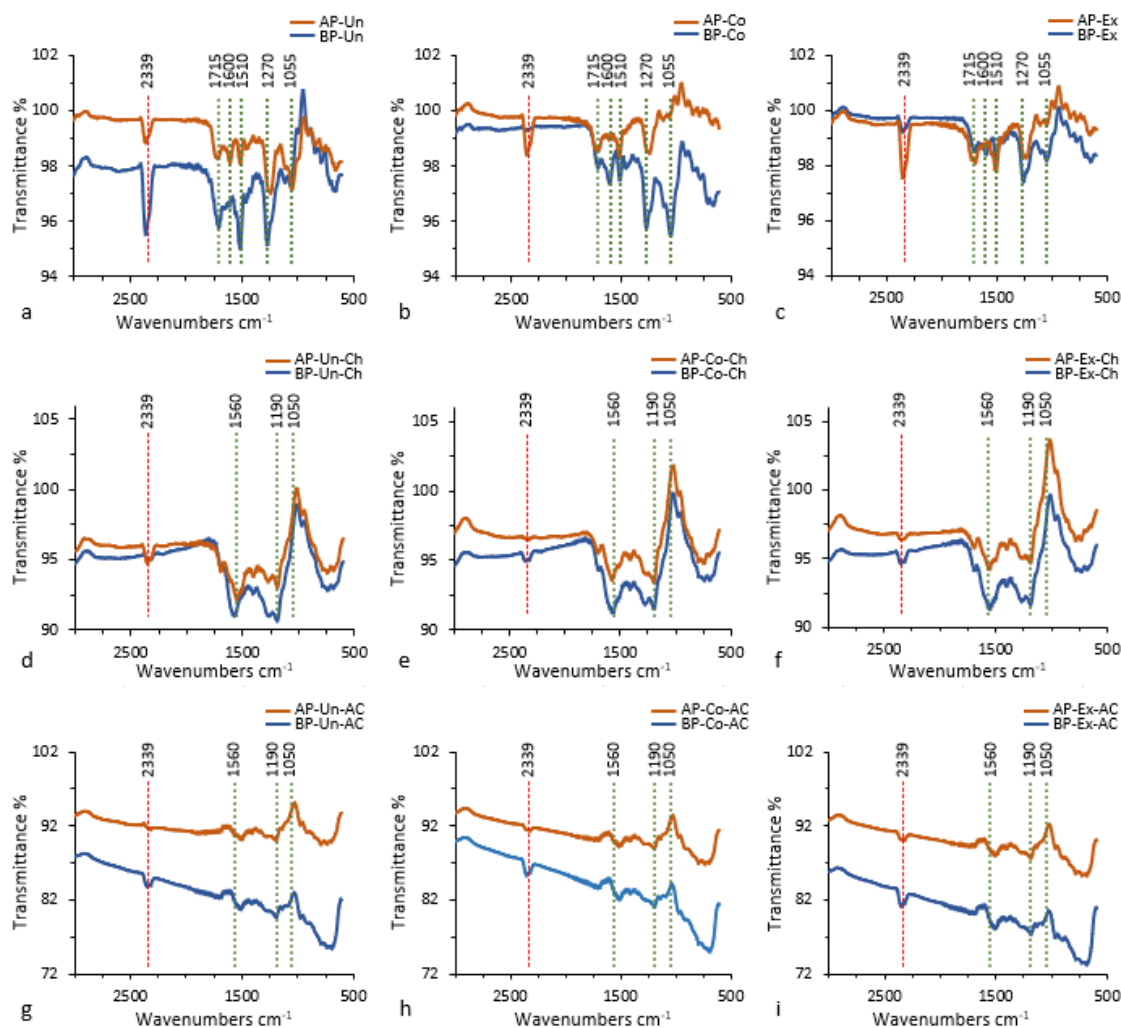 AP-Un
BP-Un
102
100
98
96
94
Transmittance %
2339
1715
1600
1510
1270
1055
2500
1500
500
Wavenumbers cm⁻¹
a
AP-Co
BP-Co
102
100
98
96
94
Transmittance %
2339
1715
1600
1510
1270
1055
2500
1500
500
Wavenumbers cm⁻¹
b
AP-Ex
BP-Ex
102
100
98
96
94
Transmittance %
2339
1715
1600
1510
1270
1055
2500
1500
500
Wavenumbers cm⁻¹
c
AP-Un-Ch
BP-Un-Ch
105
100
95
90
Transmittance %
2339
1560
1190
1050
2500
1500
500
Wavenumbers cm⁻¹
d
AP-Co-Ch
BP-Co-Ch
105
100
95
90
Transmittance %
2339
1560
1190
1050
2500
1500
500
Wavenumbers cm⁻¹
e
AP-Ex-Ch
BP-Ex-Ch
105
100
95
90
Transmittance %
2339
1560
1190
1050
2500
1500
500
Wavenumbers cm⁻¹
f
AP-Un-AC
BP-Un-AC
102
92
82
72
Transmittance %
2339
1560
1190
1050
2500
1500
500
Wavenumbers cm⁻¹
g
AP-Co-AC
BP-Co-AC
102
92
82
72
Transmittance %
2339
1560
1190
1050
2500
1500
500
Wavenumbers cm⁻¹
h
AP-Ex-AC
BP-Ex-AC
102
92
82
72
Transmittance %
2339
1560
1190
1050
2500
1500
500
Wavenumbers cm⁻¹
i